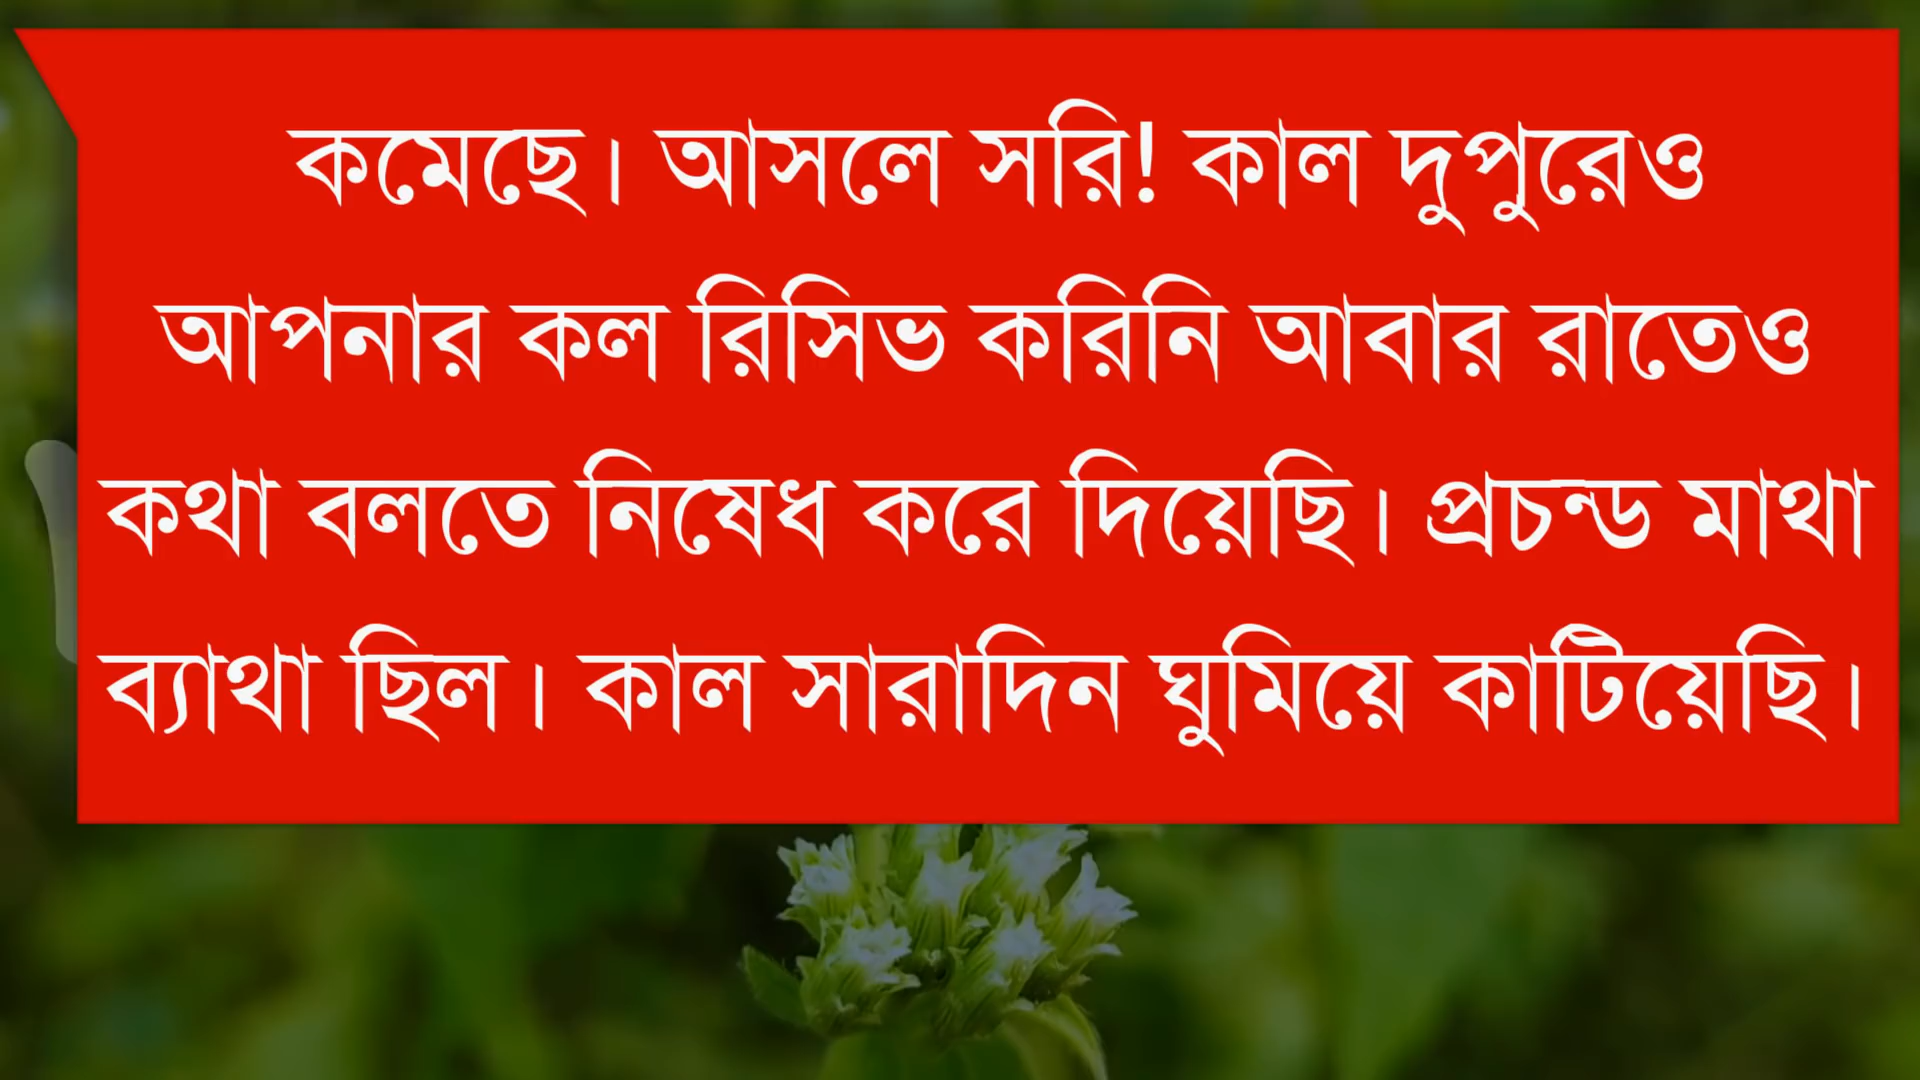 কমেছে। আসলে সরি! কাল দুপুরেও
আপনার কল রিসিভ করিনি আবার রাতেও
কথা বলতে নিষেধ করে দিয়েছি। প্রচন্ড মাথা
ব্যাথা ছিল। কাল সারাদিন ঘুমিয়ে কাটিয়েছি।